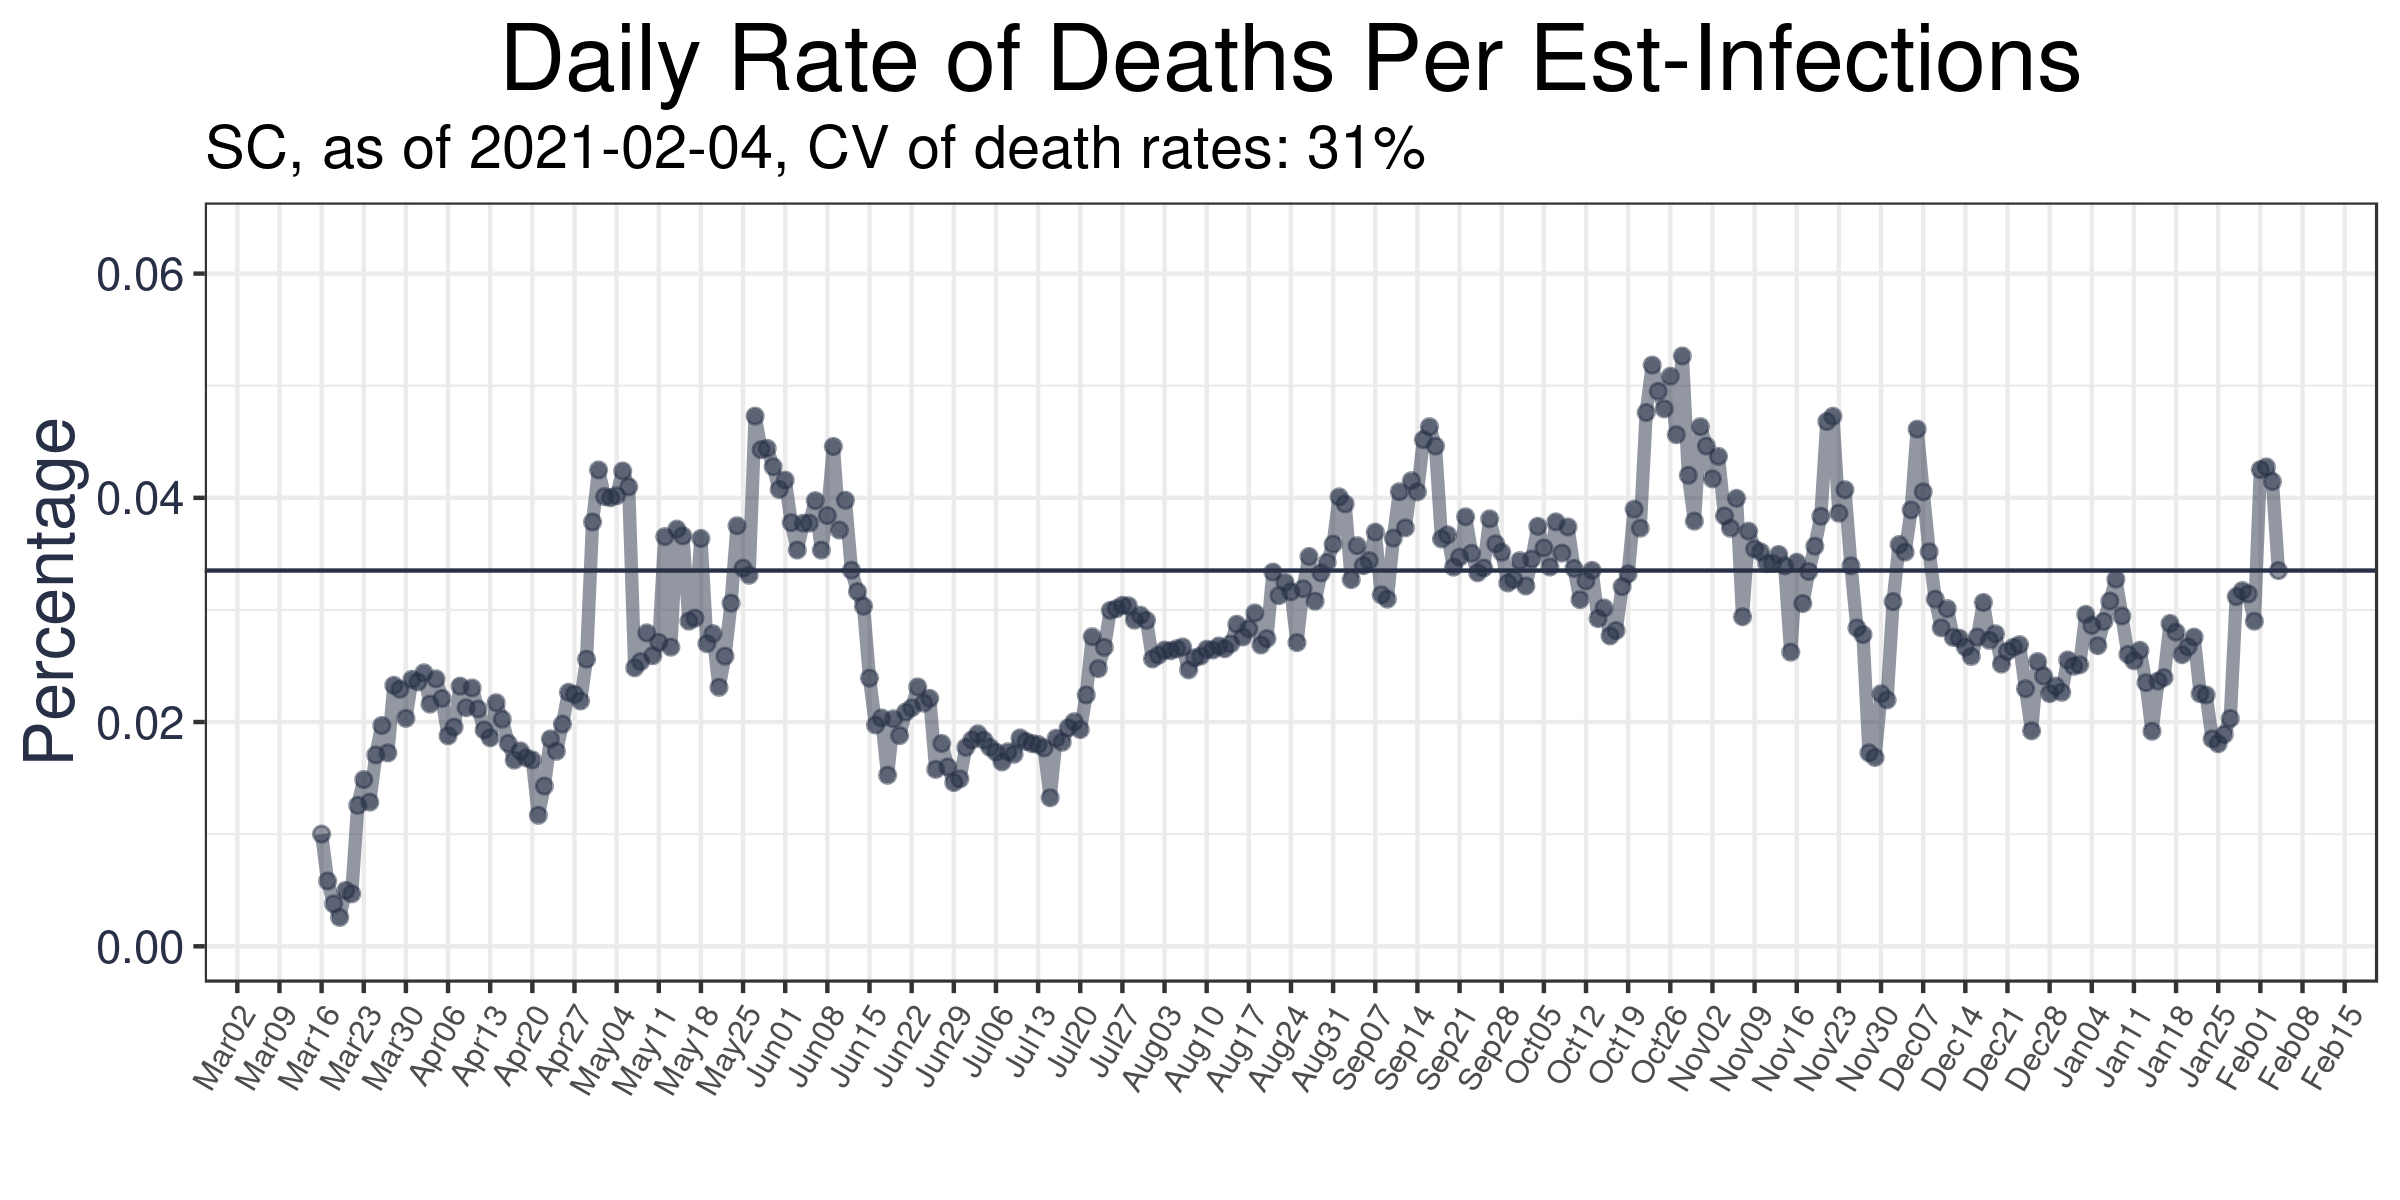 Daily Rate of Deaths Per Est-Infections
SC, as of 2021-02-04, CV of death rates: 31%
Percentage
0.06
0.04
0.02
0.00
Mar02
Mar09
Mar16
Mar23
Mar30
Apr06
Apr13
Apr20
Apr27
May04
May11
May18
May25
Jun01
Jun08
Jun15
Jun22
Jun29
Jul06
Jul13
Jul20
Jul27
Aug03
Aug10
Aug17
Aug24
Aug31
Sep07
Sep14
Sep21
Sep28
Oct05
Oct12
Oct19
Oct26
Nov02
Nov09
Nov16
Nov23
Nov30
Dec07
Dec14
Dec21
Dec28
Jan04
Jan11
Jan18
Jan25
Feb01
Feb08
Feb15